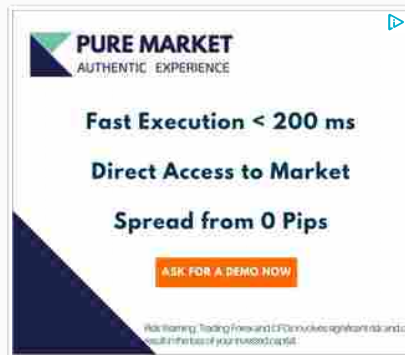 PURE MARKET
AUTHENTIC EXPERIENCE
Fast Execution < 200 ms
Direct Access to Market
Spread from 0 Pips
ASK FOR A DEMO NOW
Risk Warning: Trading Forex and CFDs involves significant risk and c
result in the loss of your invested capital.